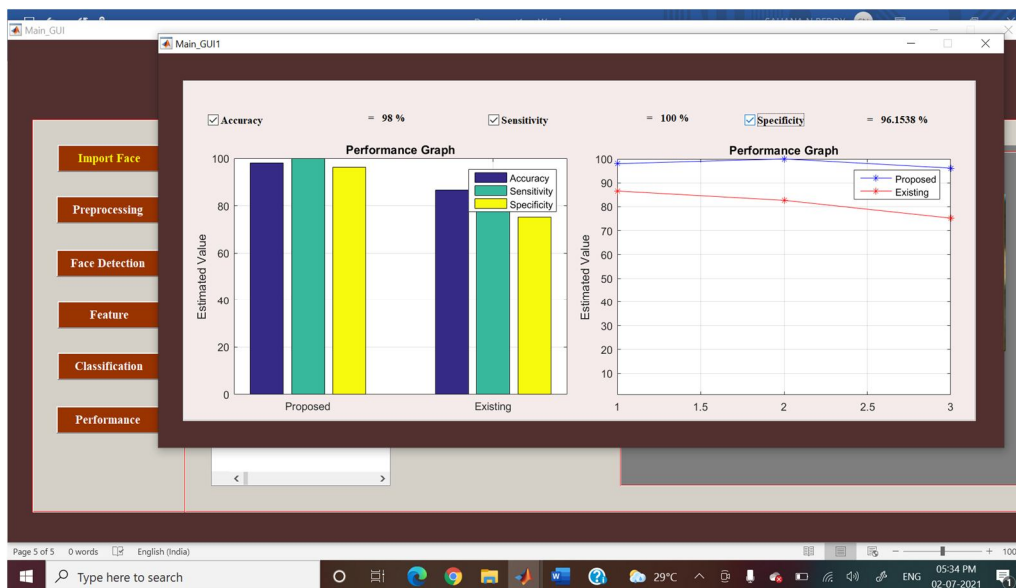 Main_GUI
Main_GUI1
Accuracy = 98 % Sensitivity = 100 % Specificity = 96.1538 %
Import Face
Preprocessing
Face Detection
Feature
Classification
Performance
Performance Graph
Estimated Value
100
80
60
40
20
0
Accuracy
Sensitivity
Specificity
Proposed Existing
Performance Graph
Estimated Value
100
90
80
70
60
50
40
30
20
10
Proposed
Existing
1 1.5 2 2.5 3
Page 5 of 5 0 words English (India)
100
Type here to search
29°C
ENG
05:34 PM
02-07-2021